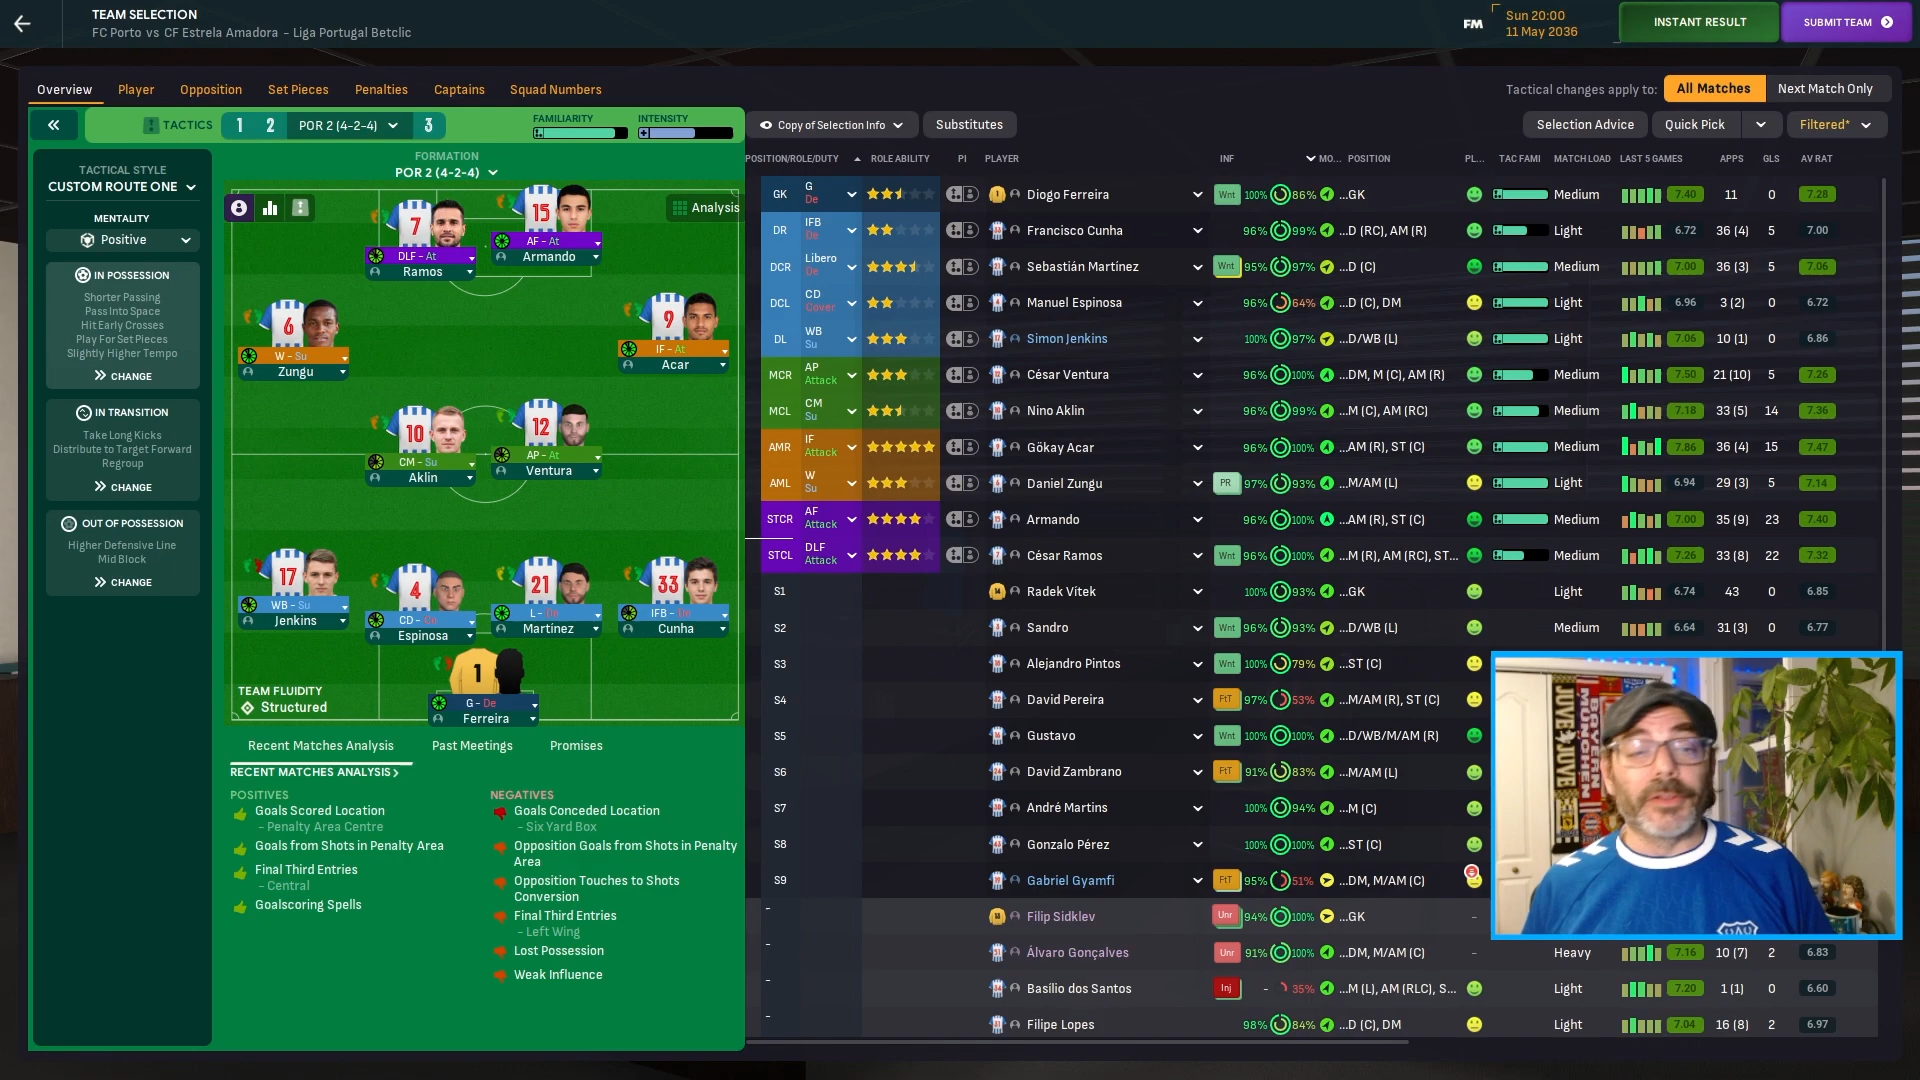 TEAM SELECTION
FC Porto vs CF Estrela Amadora - Liga Portugal Betclic
FM
Sun 20:00
11 May 2036
INSTANT RESULT
SUBMIT TEAM
Overview Player Opposition Set Pieces Penalties Captains Squad Numbers
Tactical changes apply to: All Matches Next Match Only
TACTICS 1 2 POR 2 (4-2-4) 3
FAMILIARITY INTENSITY
Copy of Selection Info Substitutes
Selection Advice Quick Pick Filtered*
TACTICAL STYLE
CUSTOM ROUTE ONE
MENTALITY
Positive
IN POSSESSION
Shorter Passing
Pass Into Space
Hit Early Crosses
Play For Set Pieces
Slightly Higher Tempo
CHANGE
IN TRANSITION
Take Long Kicks
Distribute to Target Forward
Regroup
CHANGE
OUT OF POSSESSION
Higher Defensive Line
Mid Block
CHANGE
FORMATION
POR 2 (4-2-4)
Analysis
7
DLF - At
Ramos
15
AF - At
Armando
6
W - Su
Zungu
9
IF - At
Acar
10
CM - Su
Aklin
12
AP - At
Ventura
17
WB - Su
Jenkins
4
CD - Co
Espinosa
21
L - De
Martínez
33
IFB - De
Cunha
1
G - De
Ferreira
TEAM FLUIDITY
Structured
Recent Matches Analysis Past Meetings Promises
RECENT MATCHES ANALYSIS
POSITIVES
Goals Scored Location
- Penalty Area Centre
Goals from Shots in Penalty Area
Final Third Entries
- Central
Goalscoring Spells
NEGATIVES
Goals Conceded Location
- Six Yard Box
Opposition Goals from Shots in Penalty
Area
Opposition Touches to Shots
Conversion
Final Third Entries
- Left Wing
Lost Possession
Weak Influence
POSITION/ROLE/DUTY ROLE ABILITY PI PLAYER INF MO... POSITION PL... TAC FAMI MATCH LOAD LAST 5 GAMES APPS GLS AV RAT
GK G De Diogo Ferreira Wnt 100% 86% ...GK Medium 7.40 11 0 7.28
DR IFB De Francisco Cunha 96% 99% ...D (RC), AM (R) Light 6.72 36 (4) 5 7.00
DCR Libero De Sebastián Martínez Wnt 95% 97% ...D (C) Medium 7.00 36 (3) 5 7.06
DCL CD Cover Manuel Espinosa 96% 64% ...D (C), DM Light 6.96 3 (2) 0 6.72
DL WB Su Simon Jenkins 100% 97% ...D/WB (L) Light 7.06 10 (1) 0 6.86
MCR AP Attack César Ventura 96% 100% ...DM, M (C), AM (R) Medium 7.50 21 (10) 5 7.26
MCL CM Su Nino Aklin 96% 99% ...M (C), AM (RC) Medium 7.18 33 (5) 14 7.36
AMR IF Attack Gökay Acar 96% 100% ...AM (R), ST (C) Medium 7.86 36 (4) 15 7.47
AML W Su Daniel Zungu PR 97% 93% ...M/AM (L) Light 6.94 29 (3) 5 7.14
STCR AF Attack Armando 96% 100% ...AM (R), ST (C) Medium 7.00 35 (9) 23 7.40
STCL DLF Attack César Ramos Wnt 96% 100% ...M (R), AM (RC), ST... Medium 7.26 33 (8) 22 7.32
S1 Radek Vítek 100% 93% ...GK Light 6.74 43 0 6.85
S2 Sandro Wnt 96% 93% ...D/WB (L) Medium 6.64 31 (3) 0 6.77
S3 Alejandro Pintos Wnt 100% 79% ...ST (C)
S4 David Pereira FtT 97% 53% ...M/AM (R), ST (C)
S5 Gustavo Wnt 100% 100% ...D/WB/M/AM (R)
S6 David Zambrano FtT 91% 83% ...M/AM (L)
S7 André Martins 100% 94% ...M (C)
S8 Gonzalo Pérez 100% 100% ...ST (C)
S9 Gabriel Gyamfi FtT 95% 51% ...DM, M/AM (C)
- Filip Sidklev Unr 94% 100% ...GK -
- Álvaro Gonçalves Unr 91% 100% ...DM, M/AM (C) - Heavy 7.16 10 (7) 2 6.83
- Basílio dos Santos Inj - 35% ...M (L), AM (RLC), S... Light 7.20 1 (1) 0 6.60
- Filipe Lopes 98% 84% ...D (C), DM Light 7.04 16 (8) 2 6.97
JUVE JUVE
BAYERN
MÜNCHEN